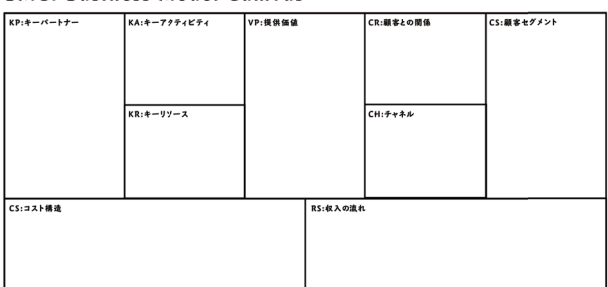 KP:キーパートナー
KA:キーアクティビティ
VP:提供価値
CR:顧客との関係
CS:顧客セグメント
KR:キーリソース
CH:チャネル
CS:コスト構造
RS:収入の流れ